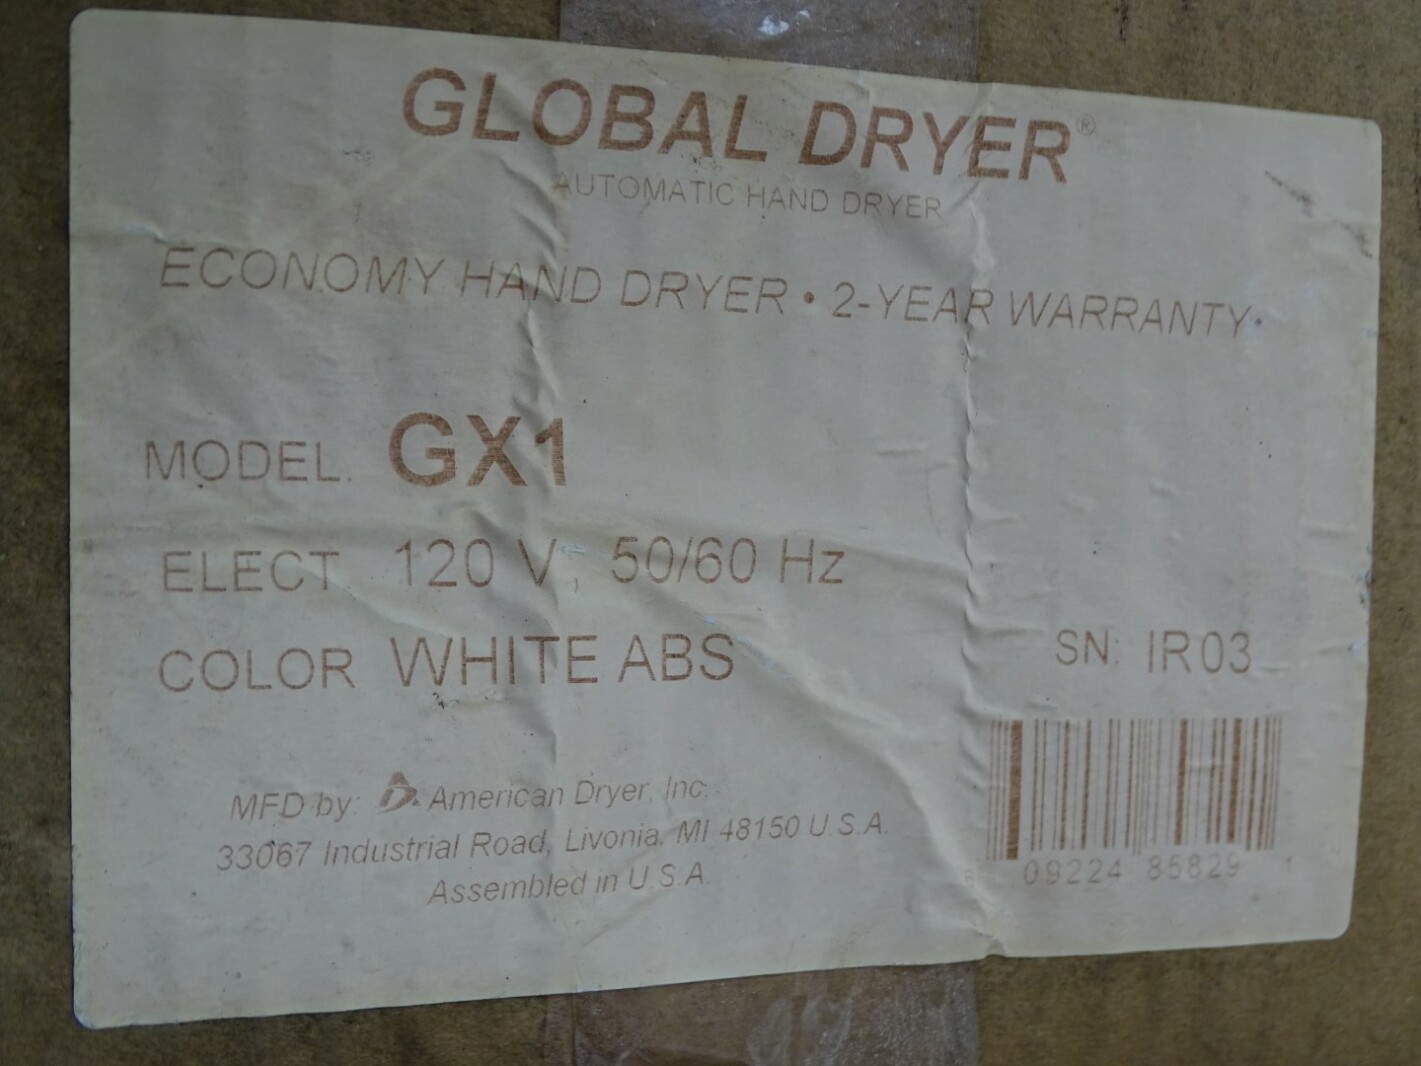 GLOBAL DRYER®
AUTOMATIC HAND DRYER
ECONOMY HAND DRYER • 2-YEAR WARRANTY •
MODEL. GX1
ELECT 120 V, 50/60 Hz
COLOR WHITE ABS
SN: IR03
MFD by: American Dryer, Inc.
33067 Industrial Road, Livonia, MI 48150 U.S.A.
Assembled in U.S.A.
6 09224 85829 1